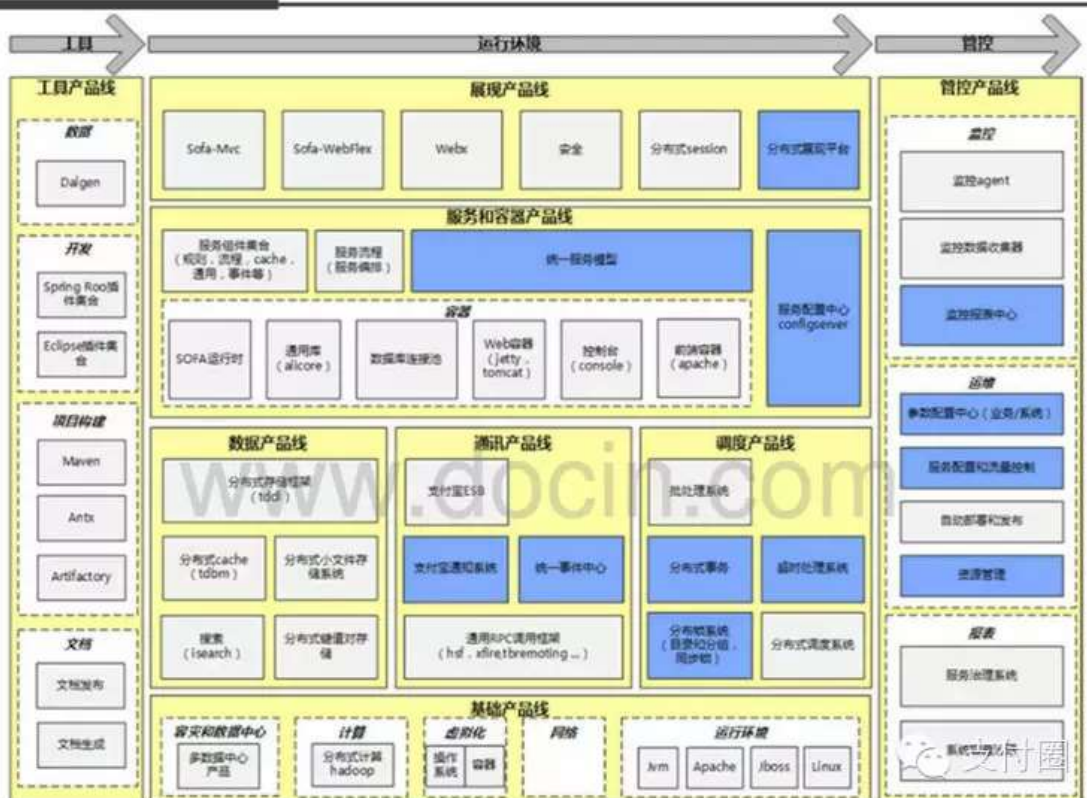 工具
运行环境
管控
工具产品线
数据
Dalgen
开发
Spring Roo插
件集合
Eclipse插件集
合
项目构建
Maven
Antx
Artifactory
文档
文档发布
文档生成
展现产品线
Sofa-Mvc
Sofa-WebFlex
Webx
安全
分布式session
分布式展现平台
服务和容器产品线
服务组件集合
（规则，流程，cache，
通用，事件等）
服务流程
（服务编排）
统一服务模型
服务配置中心
configserver
容器
SOFA运行时
通用库
（alicore）
数据库连接池
Web容器
（jetty，
tomcat）
控制台
（console）
前端容器
（apache）
数据产品线
分布式存储框架
（tddl）
分布式cache
（tdbm）
分布式小文件存
储系统
搜索
（isearch）
分布式键值对存
储
通讯产品线
支付宝ESB
支付宝通知系统
统一事件中心
通用RPC调用框架
（hsf，xfire,tbremoting...）
调度产品线
批处理系统
分布式事务
超时处理系统
分布锁系统
（目录和分组，
同步锁）
分布式调度系统
基础产品线
容灾和数据中心
多数据中心
产品
计算
分布式计算
hadoop
虚拟化
操作
系统
容器
网络
运行环境
Jvm
Apache
Jboss
Linux
管控产品线
监控
监控agent
监控数据收集器
监控报表中心
运维
参数配置中心（业务/系统）
服务配置和流量控制
自动部署和发布
资源管理
报表
服务治理系统
www.docin.com
支付圈